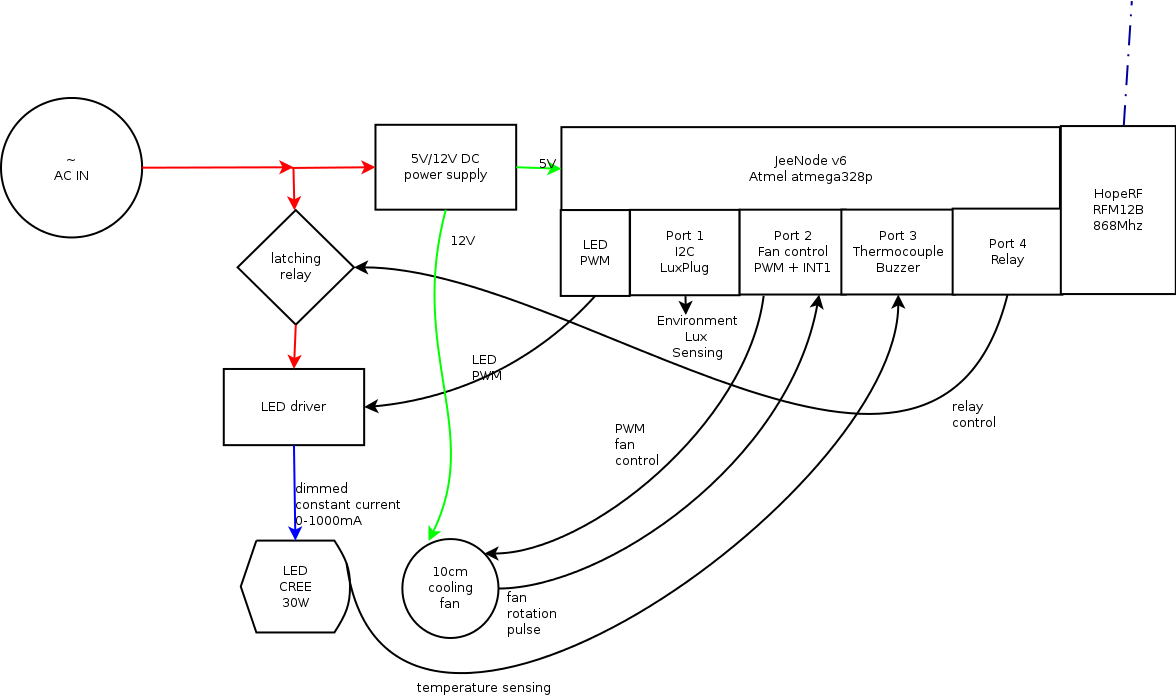 ~
AC IN
5V/12V DC
power supply
5V
JeeNode v6
Atmel atmega328p
HopeRF
RFM12B
868Mhz
LED
PWM
Port 1
I2C
LuxPlug
Port 2
Fan control
PWM + INT1
Port 3
Thermocouple
Buzzer
Port 4
Relay
12V
latching
relay
Environment
Lux
Sensing
LED
PWM
LED driver
relay
control
PWM
fan
control
dimmed
constant current
0-1000mA
LED
CREE
30W
10cm
cooling
fan
fan
rotation
pulse
temperature sensing